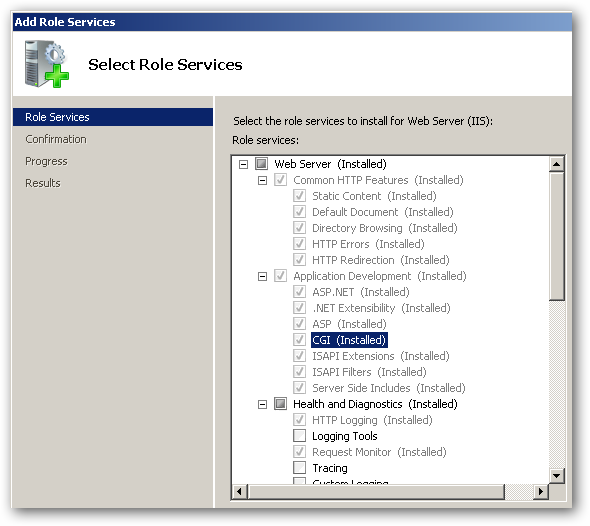 Add Role Services
Select Role Services
Role Services
Confirmation
Progress
Results
Select the role services to install for Web Server (IIS):
Role services:
Web Server (Installed)
Common HTTP Features (Installed)
Static Content (Installed)
Default Document (Installed)
Directory Browsing (Installed)
HTTP Errors (Installed)
HTTP Redirection (Installed)
Application Development (Installed)
ASP.NET (Installed)
.NET Extensibility (Installed)
ASP (Installed)
CGI (Installed)
ISAPI Extensions (Installed)
ISAPI Filters (Installed)
Server Side Includes (Installed)
Health and Diagnostics (Installed)
HTTP Logging (Installed)
Logging Tools
Request Monitor (Installed)
Tracing
Custom Logging